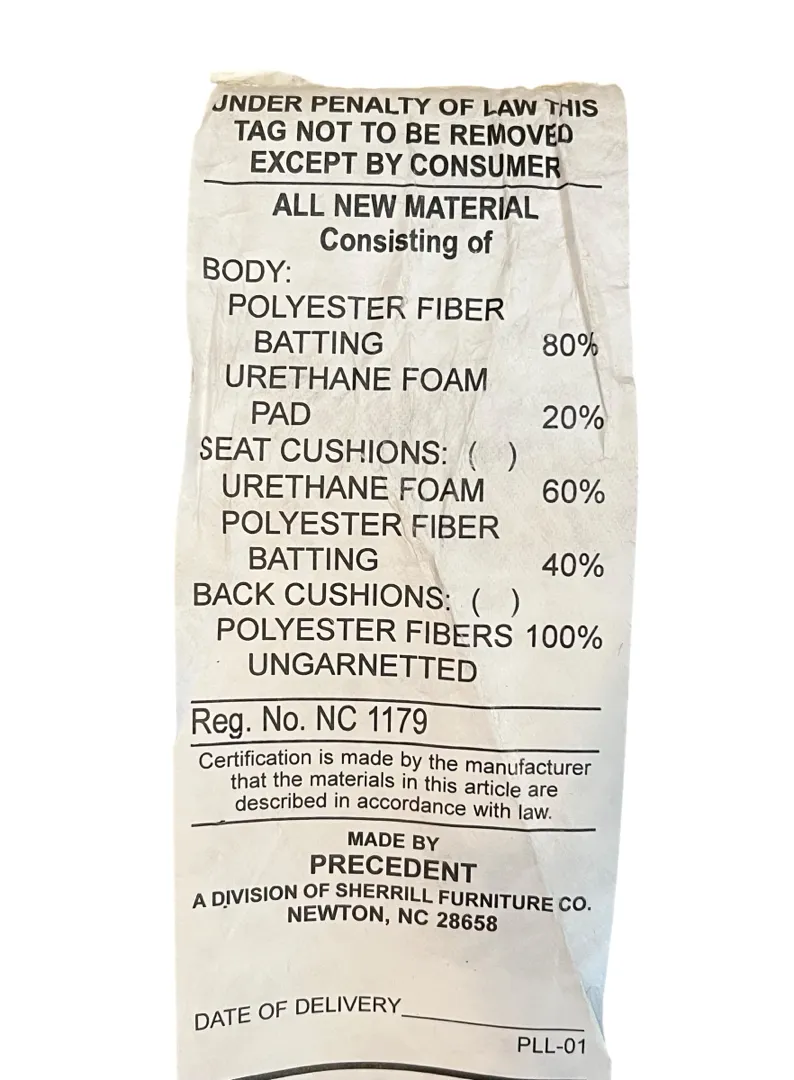 UNDER PENALTY OF LAW THIS
TAG NOT TO BE REMOVED
EXCEPT BY CONSUMER
ALL NEW MATERIAL
Consisting of
BODY:
POLYESTER FIBER
BATTING 80%
URETHANE FOAM
PAD 20%
SEAT CUSHIONS: ( )
URETHANE FOAM 60%
POLYESTER FIBER
BATTING 40%
BACK CUSHIONS: ( )
POLYESTER FIBERS 100%
UNGARNETTED
Reg. No. NC 1179
Certification is made by the manufacturer
that the materials in this article are
described in accordance with law.
MADE BY
PRECEDENT
A DIVISION OF SHERRILL FURNITURE CO.
NEWTON, NC 28658
DATE OF DELIVERY
PLL-01